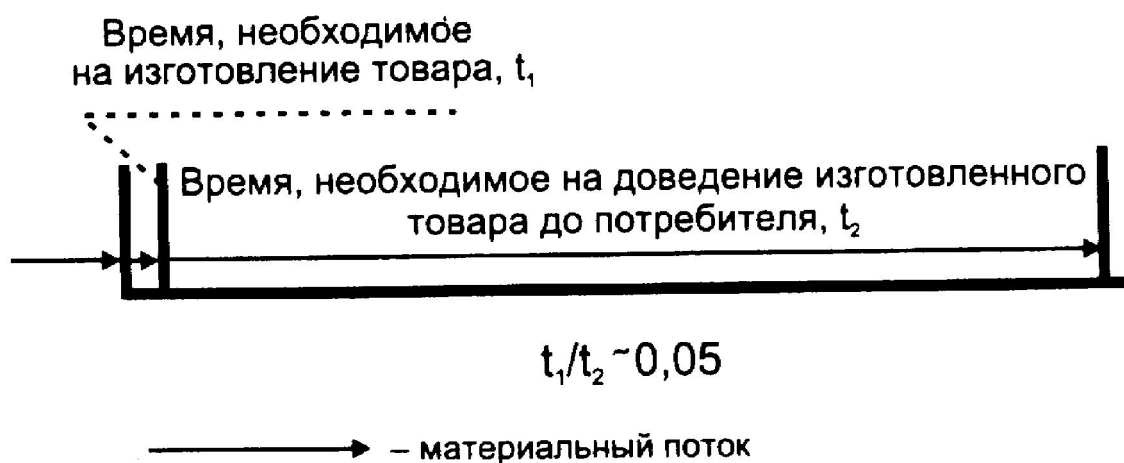 Время, необходимое
на изготовление товара, t₁
Время, необходимое на доведение изготовленного
товара до потребителя, t₂
t₁/t₂ ~0,05
– материальный поток